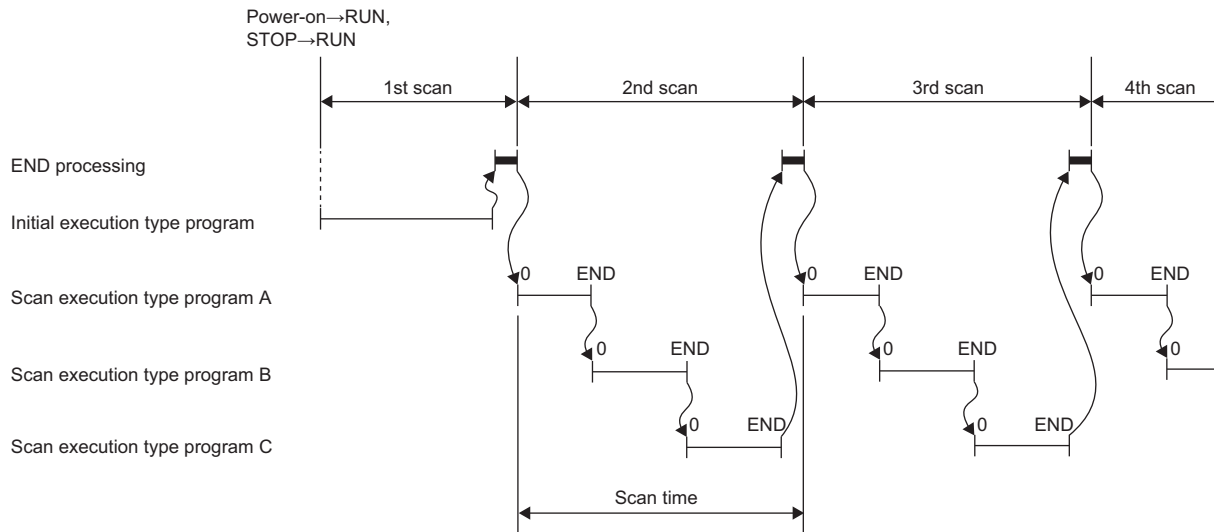 Power-on→RUN,
STOP→RUN
1st scan
2nd scan
3rd scan
4th scan
END processing
Initial execution type program
0
END
0
END
0
Scan execution type program A
0
END
0
END
0
Scan execution type program B
0
END
0
END
Scan execution type program C
Scan time